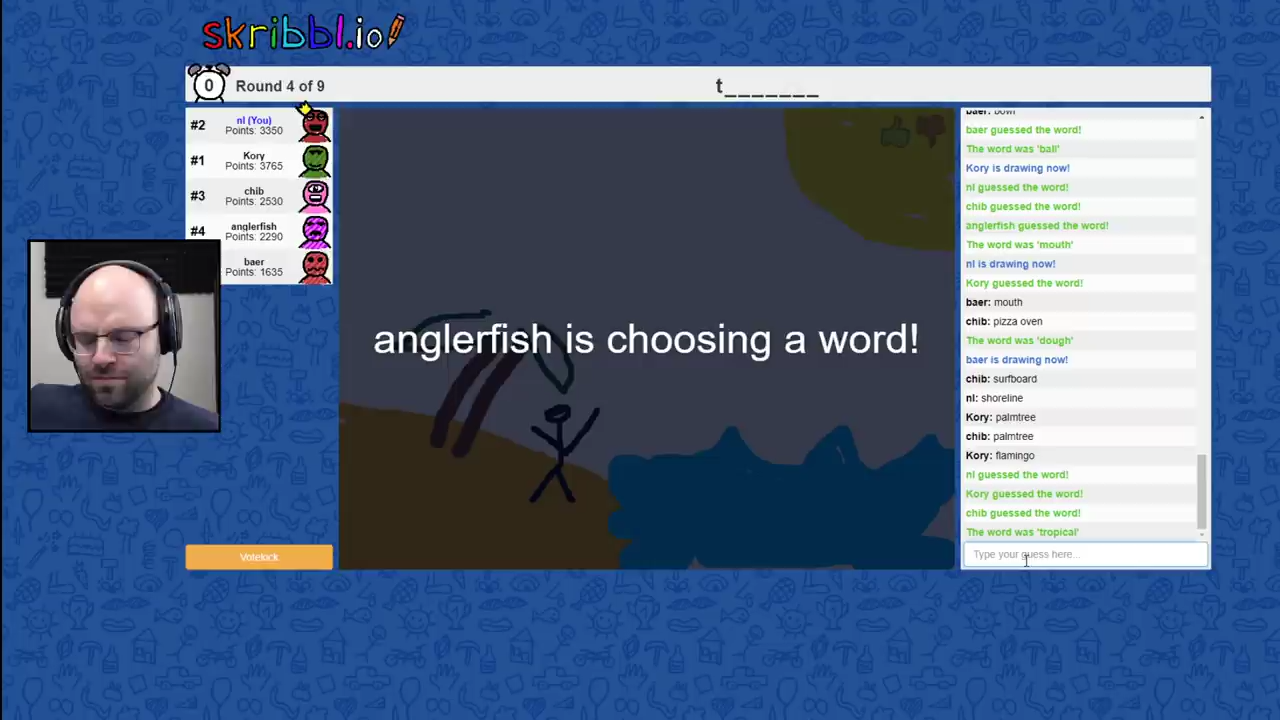 skribbl.io
0
Round 4 of 9
t_______
#2
nl (You)
Points: 3350
#1
Kory
Points: 3765
#3
chib
Points: 2530
#4
anglerfish
Points: 2290
baer
Points: 1635
Votekick
anglerfish is choosing a word!
baer guessed the word!
The word was 'ball'
Kory is drawing now!
nl guessed the word!
chib guessed the word!
anglerfish guessed the word!
The word was 'mouth'
nl is drawing now!
Kory guessed the word!
baer: mouth
chib: pizza oven
The word was 'dough'
baer is drawing now!
chib: surfboard
nl: shoreline
Kory: palmtree
chib: palmtree
Kory: flamingo
nl guessed the word!
Kory guessed the word!
chib guessed the word!
The word was 'tropical'
Type your guess here...